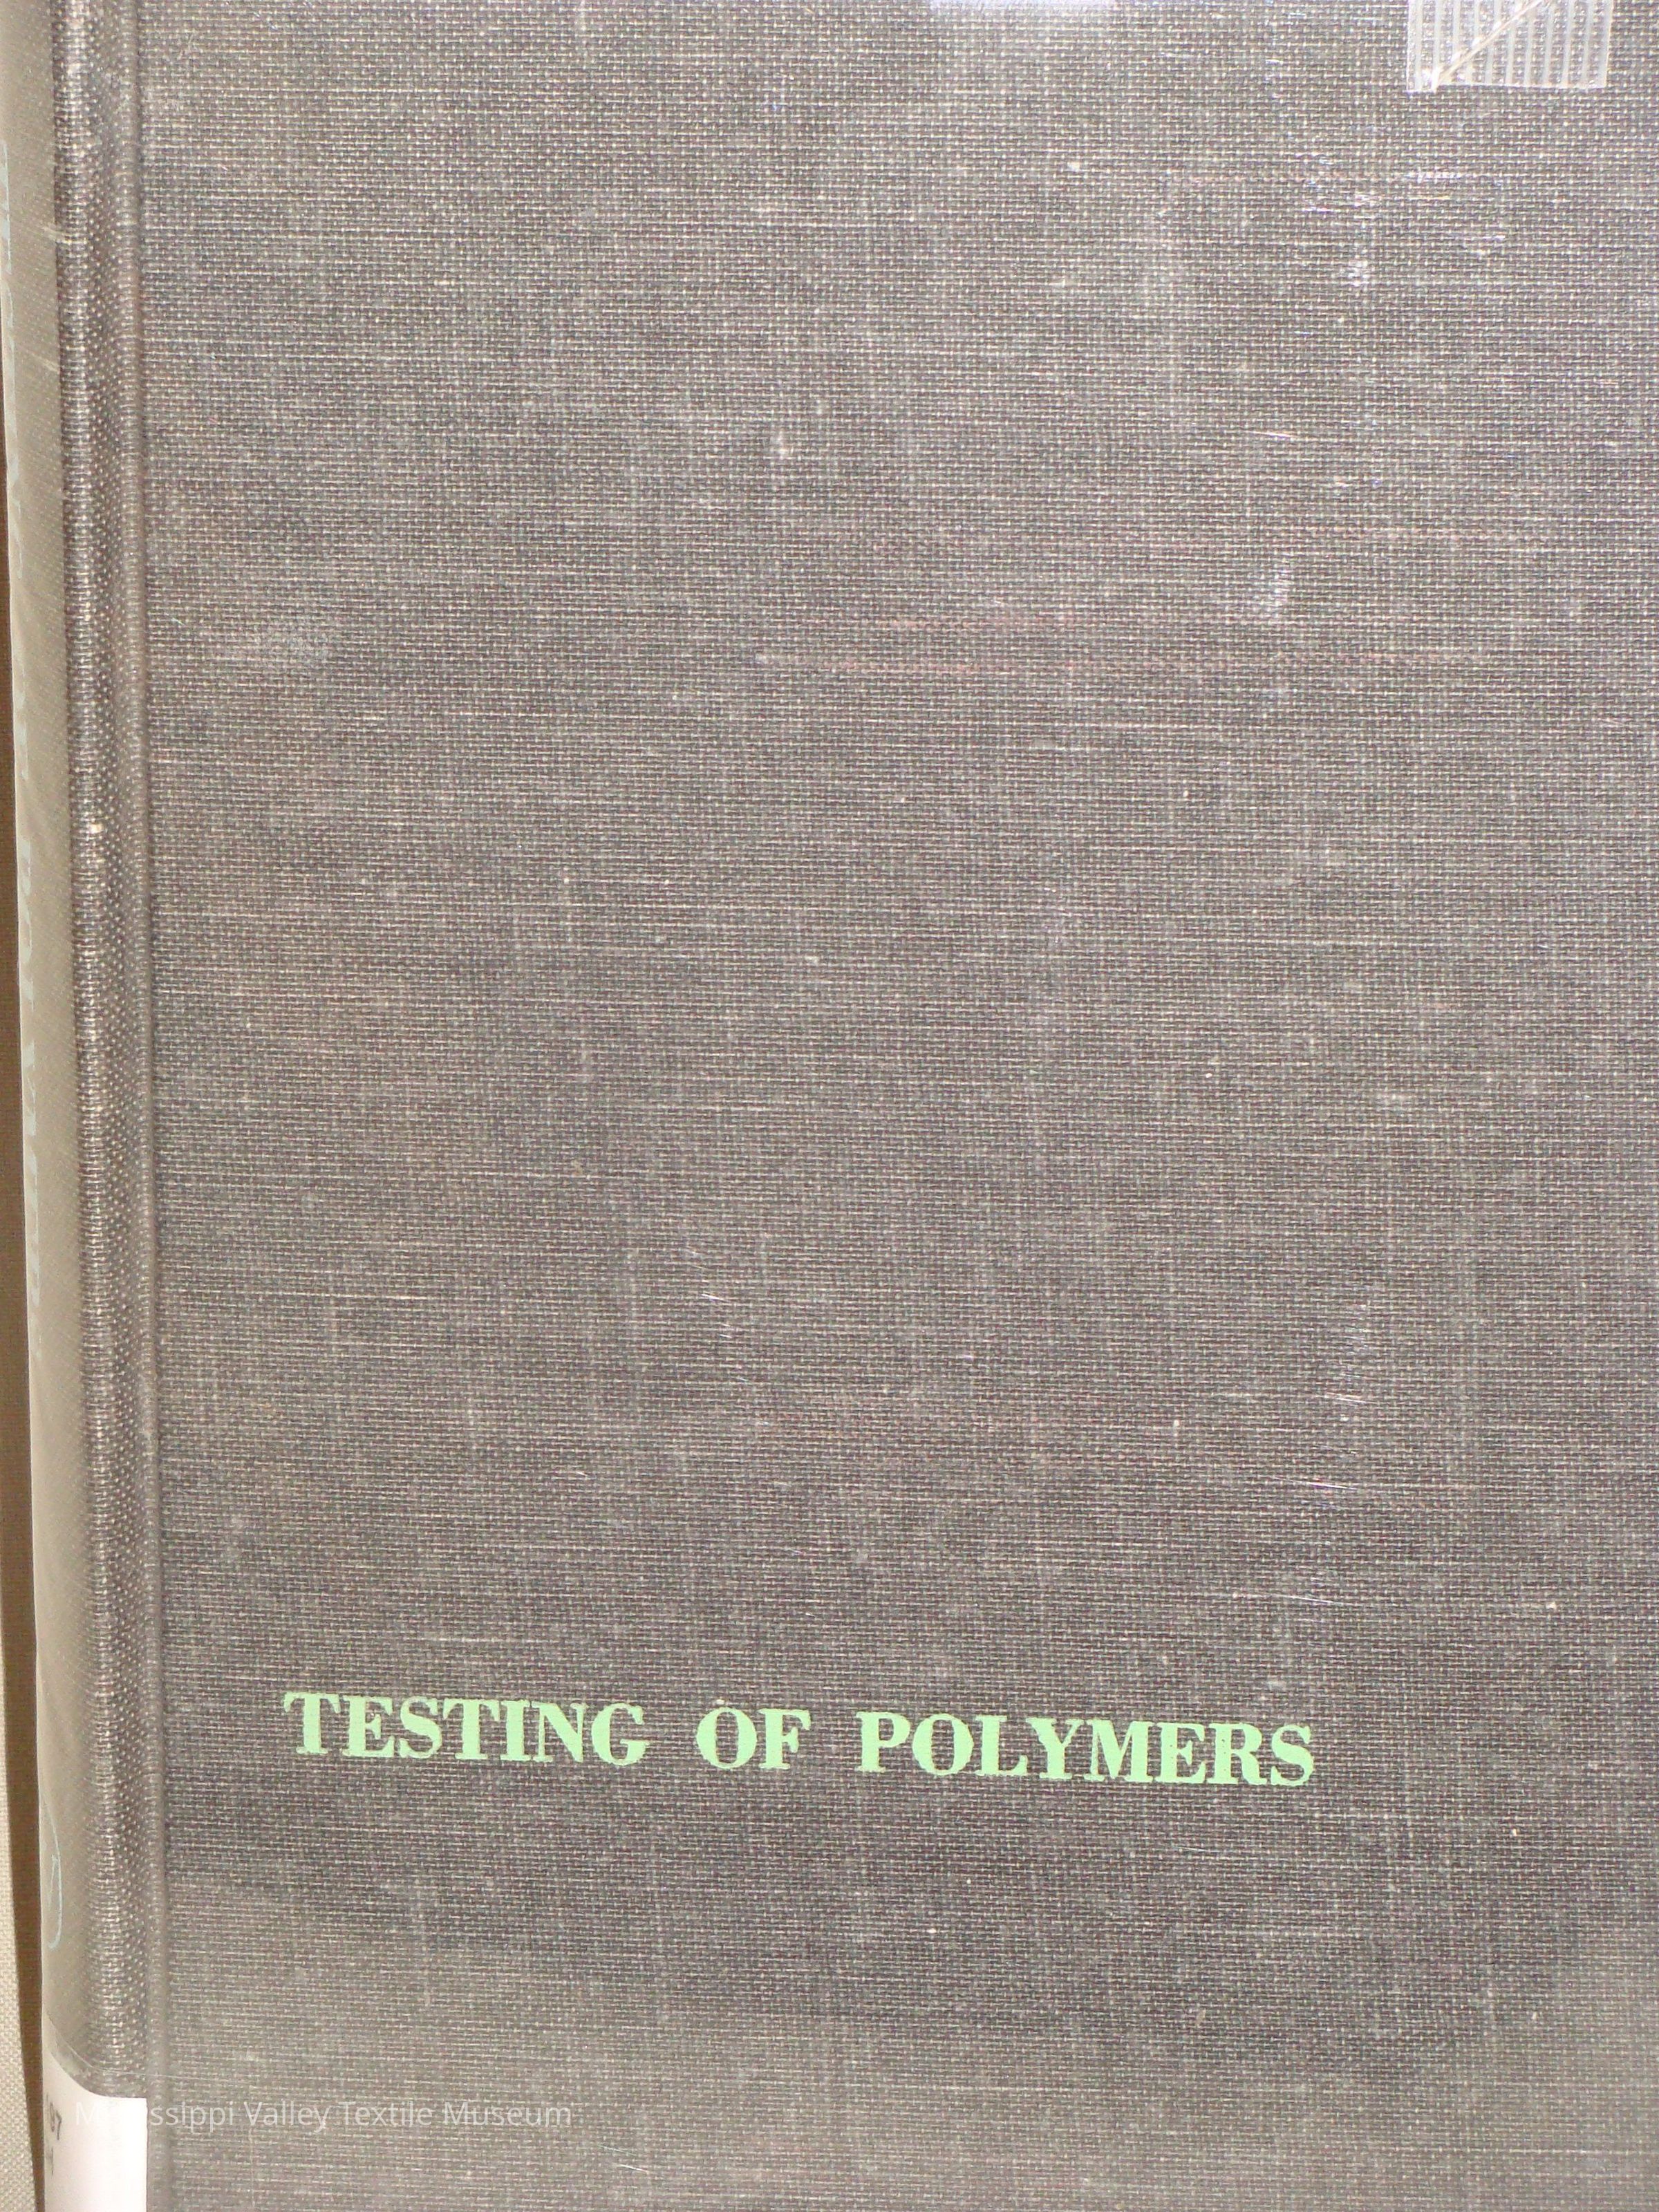 TESTING OF POLYMERS
Mississippi Valley Textile Museum